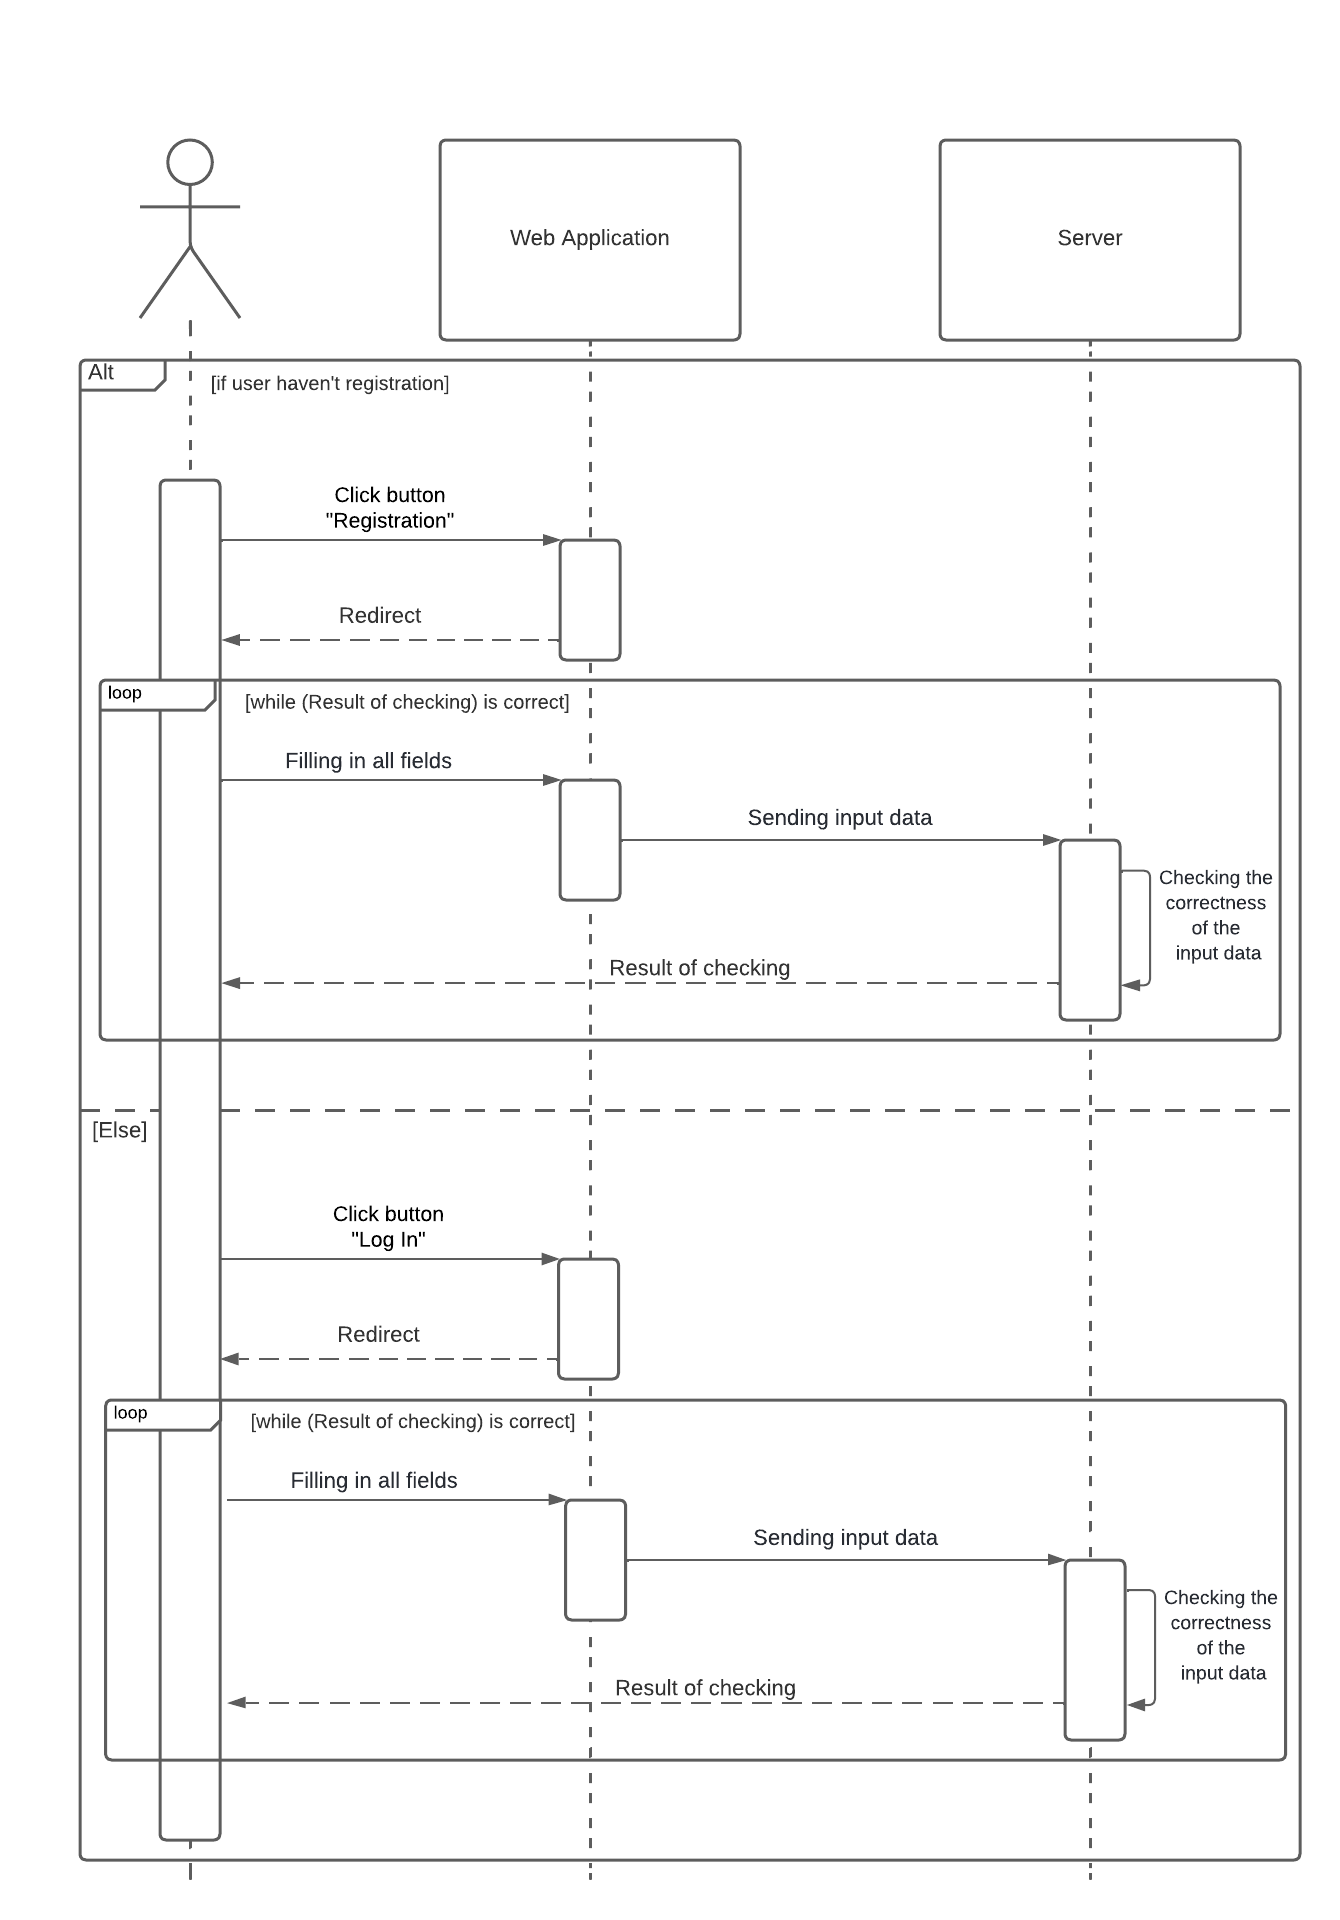 Web Application
Server
Alt
[if user haven't registration]
Click button
"Registration"
Redirect
loop
[while (Result of checking) is correct]
Filling in all fields
Sending input data
Checking the
correctness
of the
input data
Result of checking
[Else]
Click button
"Log In"
Redirect
loop
[while (Result of checking) is correct]
Filling in all fields
Sending input data
Checking the
correctness
of the
input data
Result of checking